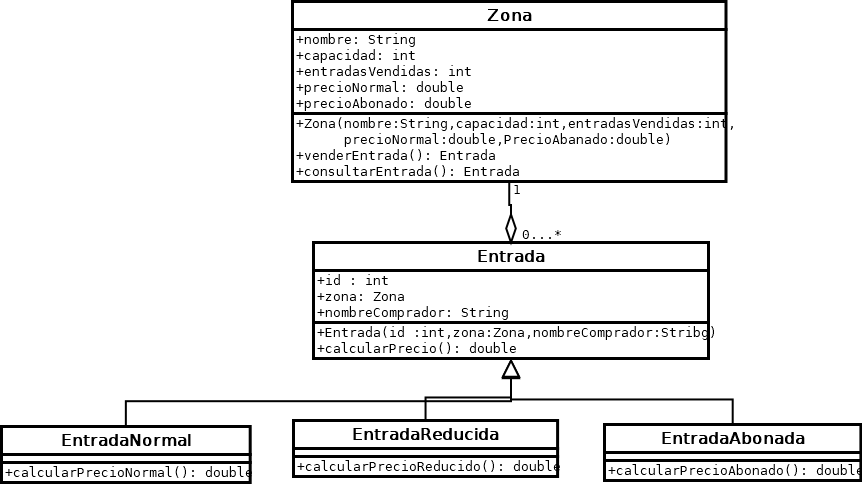 Zona
+nombre: String
+capacidad: int
+entradasVendidas: int
+precioNormal: double
+precioAbonado: double
+Zona(nombre:String,capacidad:int,entradasVendidas:int,
precioNormal:double,PrecioAbanado:double)
+venderEntrada(): Entrada
+consultarEntrada(): Entrada
1
0...*
Entrada
+id : int
+zona: Zona
+nombreComprador: String
+Entrada(id :int,zona:Zona,nombreComprador:Stribg)
+calcularPrecio(): double
EntradaNormal
+calcularPrecioNormal(): double
EntradaReducida
+calcularPrecioReducido(): double
EntradaAbonada
+calcularPrecioAbonado(): double